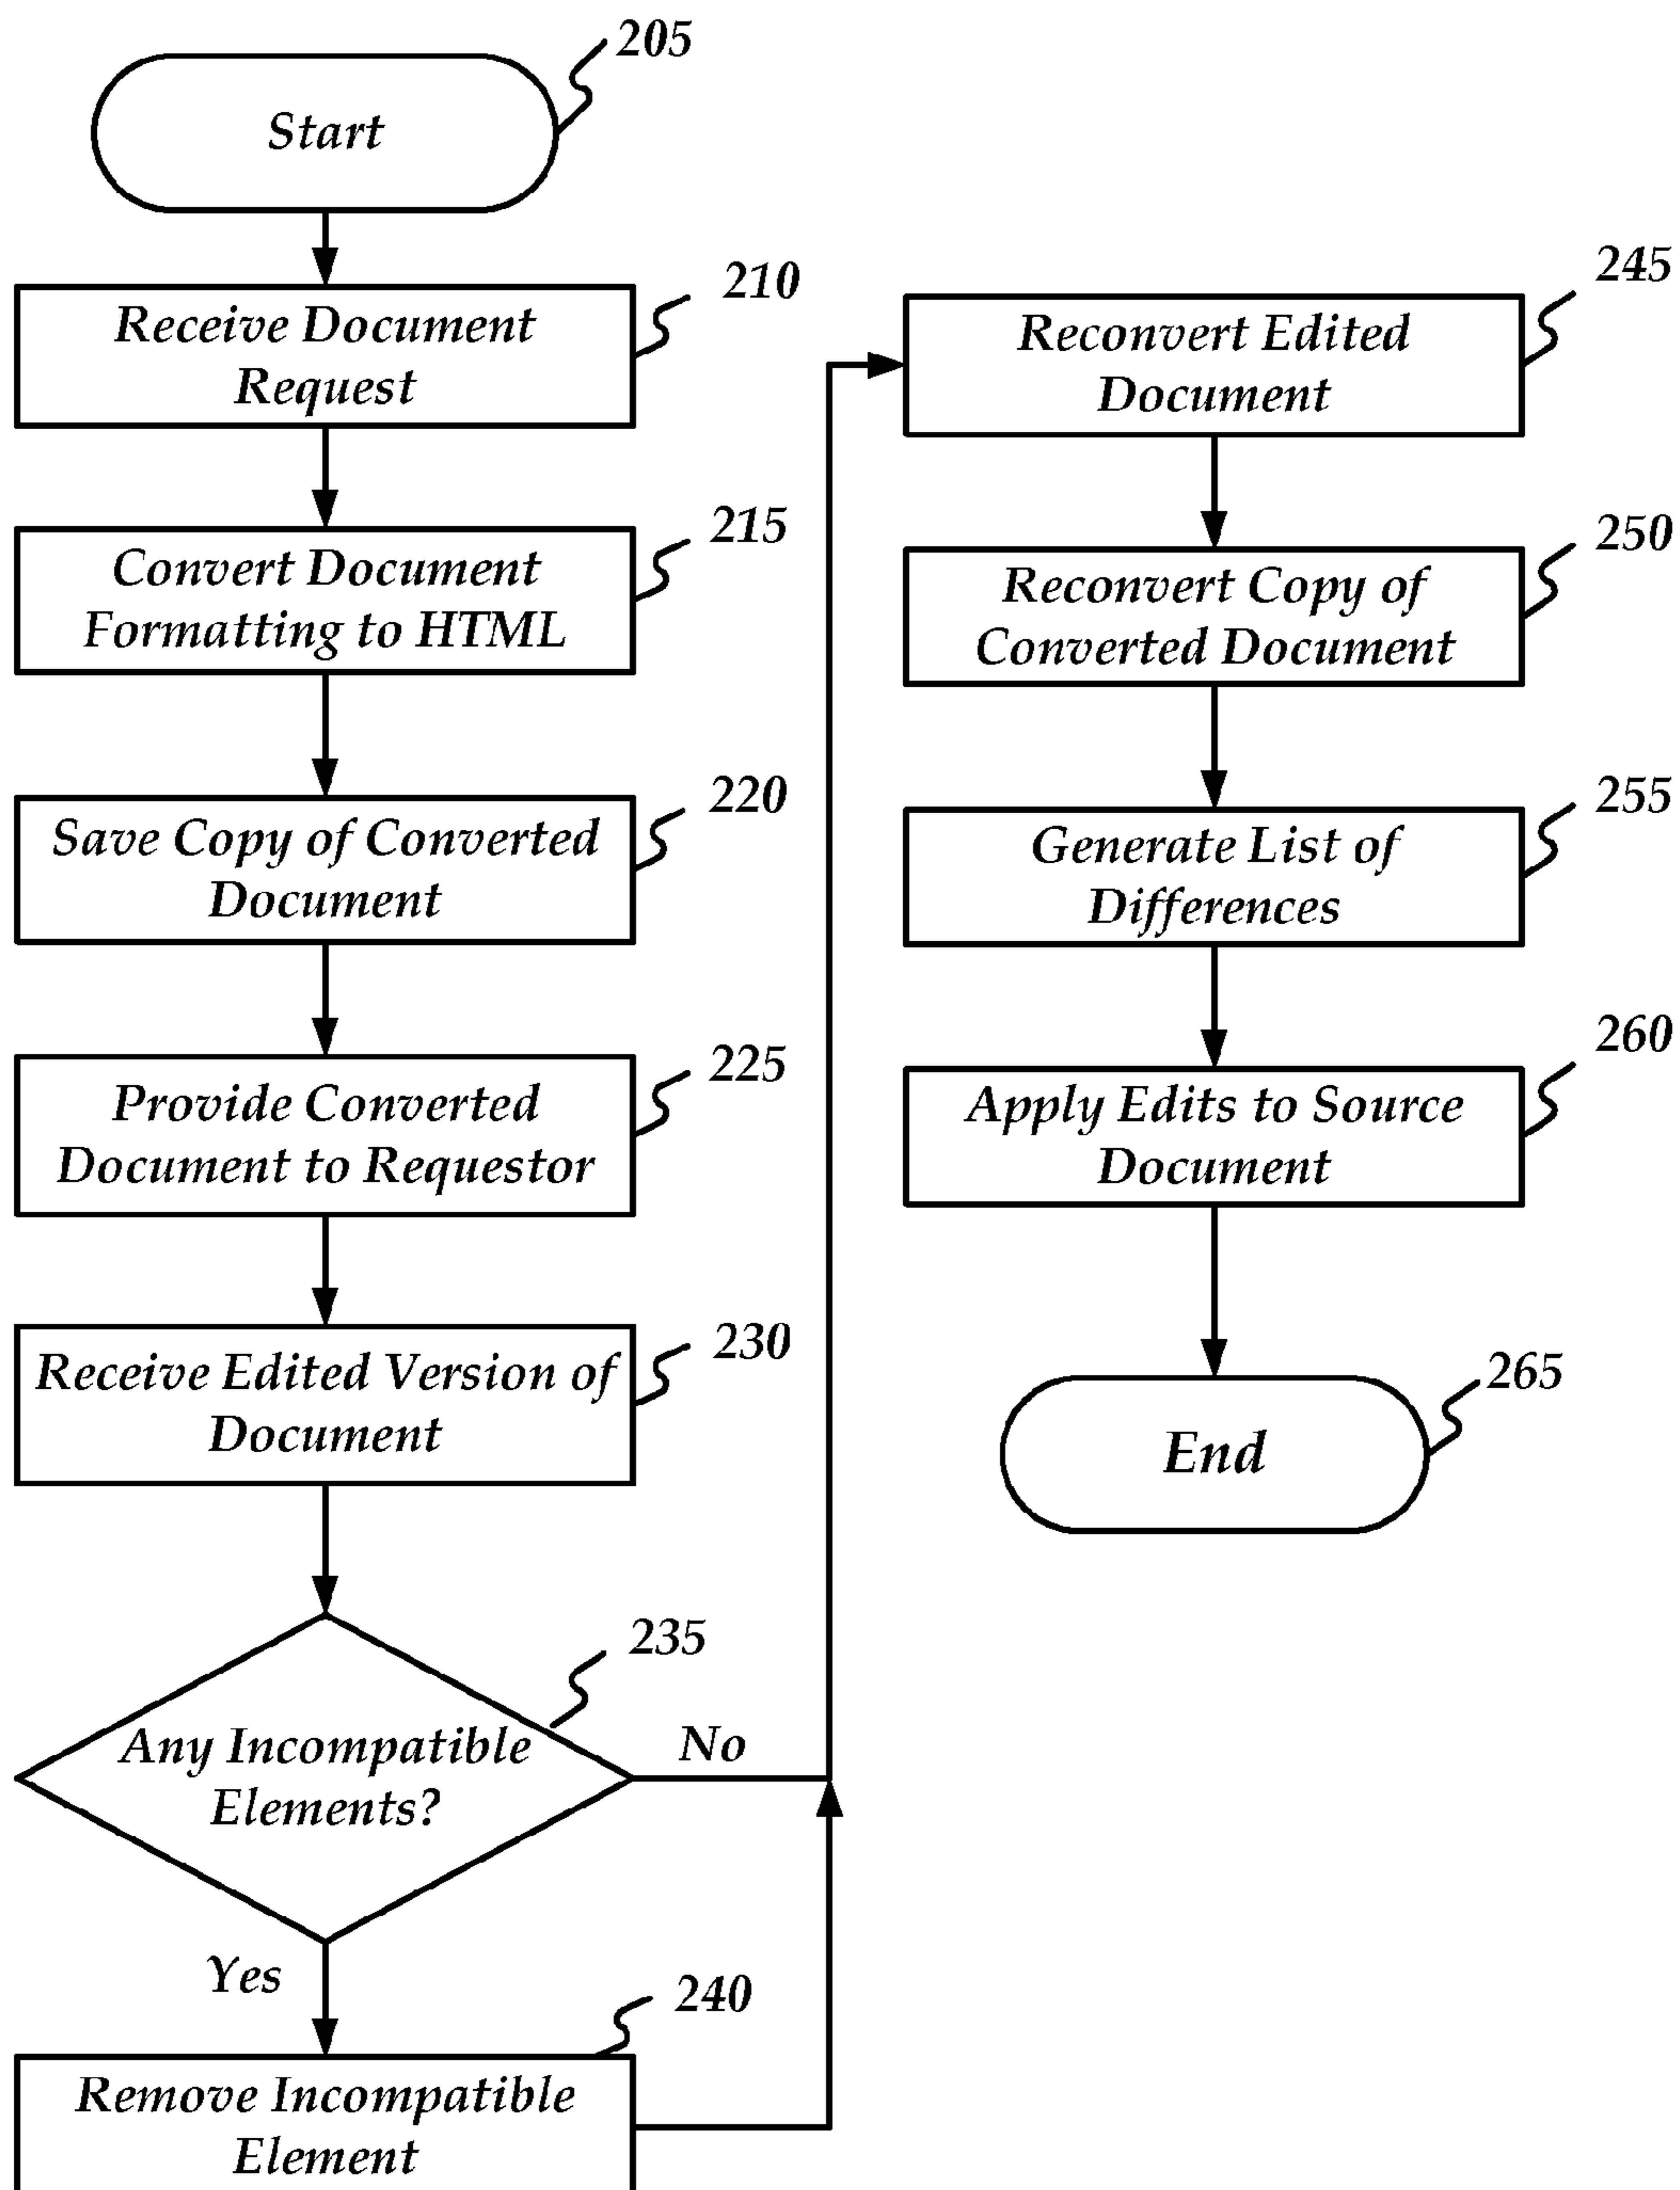 205
Start
210
Receive Document
Request
215
Convert Document
Formatting to HTML
220
Save Copy of Converted
Document
225
Provide Converted
Document to Requestor
230
Receive Edited Version of
Document
235
Any Incompatible
Elements?
No
Yes
240
Remove Incompatible
Element
245
Reconvert Edited
Document
250
Reconvert Copy of
Converted Document
255
Generate List of
Differences
260
Apply Edits to Source
Document
265
End